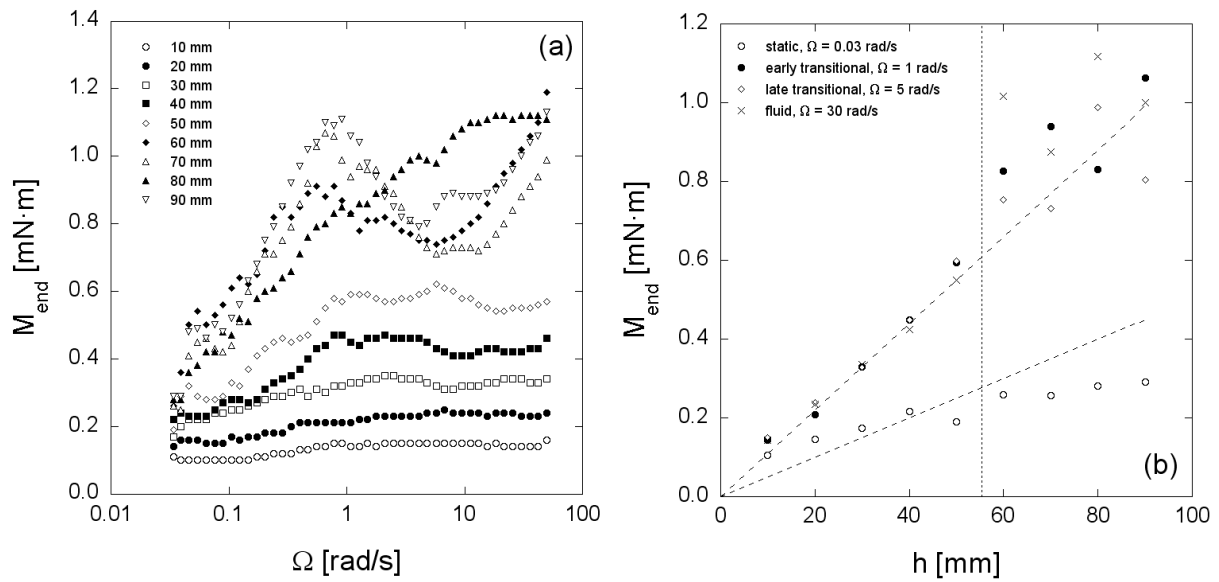 (a)
1.4
1.2
1.0
0.8
0.6
0.4
0.2
0.0
M_end [mN·m]
10 mm
20 mm
30 mm
40 mm
50 mm
60 mm
70 mm
80 mm
90 mm
0.01 0.1 1 10 100
Ω [rad/s]
1.2
1.0
0.8
0.6
0.4
0.2
0.0
M_end [mN·m]
static, Ω = 0.03 rad/s
early transitional, Ω = 1 rad/s
late transitional, Ω = 5 rad/s
fluid, Ω = 30 rad/s
(b)
0 20 40 60 80 100
h [mm]